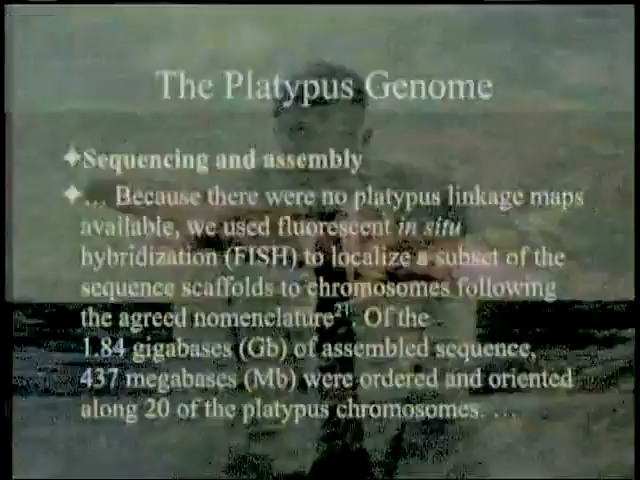 The Platypus Genome
✦Sequencing and assembly
✦... Because there were no platypus linkage maps
available, we used fluorescent in situ
hybridization (FISH) to localize a subset of the
sequence scaffolds to chromosomes following
the agreed nomenclature21. Of the
1.84 gigabases (Gb) of assembled sequence,
437 megabases (Mb) were ordered and oriented
along 20 of the platypus chromosomes. ...